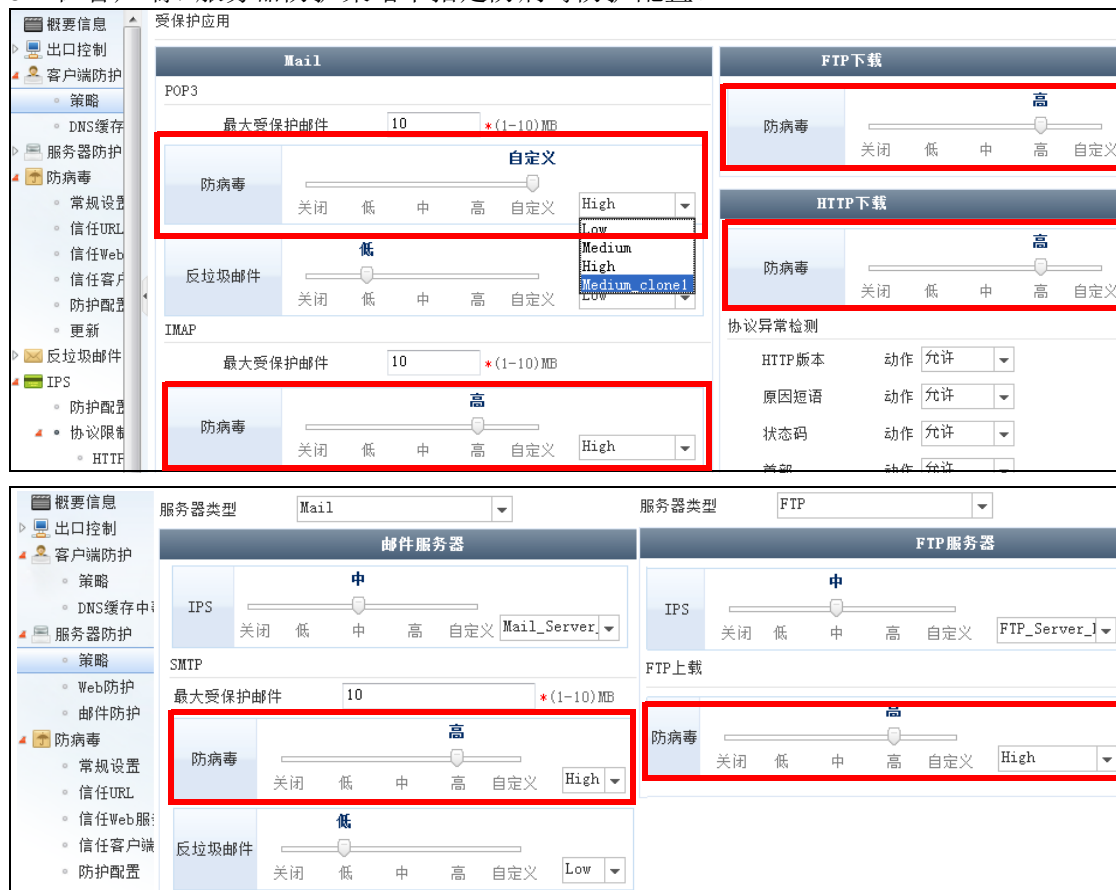 概要信息
出口控制
客户端防护
策略
DNS缓存
服务器防护
防病毒
常规设
信任URL
信任Web
信任客
防护配
更新
反垃圾邮件
IPS
防护配
协议限
HTTP
受保护应用
Mail
POP3
最大受保护邮件 10 *(1-10)MB
自定义
防病毒
关闭 低 中 高 自定义 High
Low
Medium
High
Medium_clone1
低
反垃圾邮件
关闭 低 中 高 自定义 Low
IMAP
最大受保护邮件 10 *(1-10)MB
高
防病毒
关闭 低 中 高 自定义 High
FTP下载
高
防病毒
关闭 低 中 高 自定义
HTTP下载
高
防病毒
关闭 低 中 高 自定义
协议异常检测
HTTP版本 动作 允许
原因短语 动作 允许
状态码 动作 允许
首部 动作 允许
概要信息
出口控制
客户端防护
策略
DNS缓存中
服务器防护
策略
Web防护
邮件防护
防病毒
常规设置
信任URL
信任Web服
信任客户端
防护配置
服务器类型 Mail
邮件服务器
中
IPS
关闭 低 中 高 自定义 Mail_Server_
SMTP
最大受保护邮件 10 *(1-10)MB
高
防病毒
关闭 低 中 高 自定义 High
低
反垃圾邮件
关闭 低 中 高 自定义 Low
服务器类型 FTP
FTP服务器
中
IPS
关闭 低 中 高 自定义 FTP_Server_
FTP上载
高
防病毒
关闭 低 中 高 自定义 High